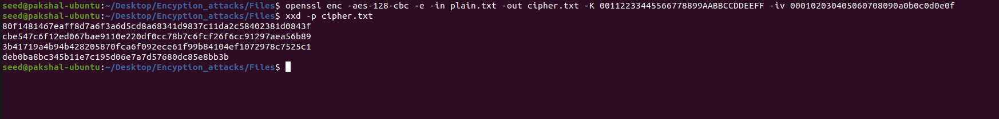 seed@pakshal-ubuntu:~/Desktop/Encyption_attacks/Files$ openssl enc -aes-128-cbc -e -in plain.txt -out cipher.txt -K 00112233445566778899AABBCCDDEEFF -iv 000102030405060708090a0b0c0d0e0f
seed@pakshal-ubuntu:~/Desktop/Encyption_attacks/Files$ xxd -p cipher.txt
80f1481467eaff8d7a6f3a6d5cd8a68341d9837c11da2c58402381d0843f
cbe547c6f12ed067bae9110e220df0cc78b7c6fcf26f6cc91297aea56b89
3b41719a4b94b428205870fca6f092ece61f99b84104ef1072978c7525c1
deb0ba8bc345b11e7c195d06e7a7d57680dc85e8bb3b
seed@pakshal-ubuntu:~/Desktop/Encyption_attacks/Files$